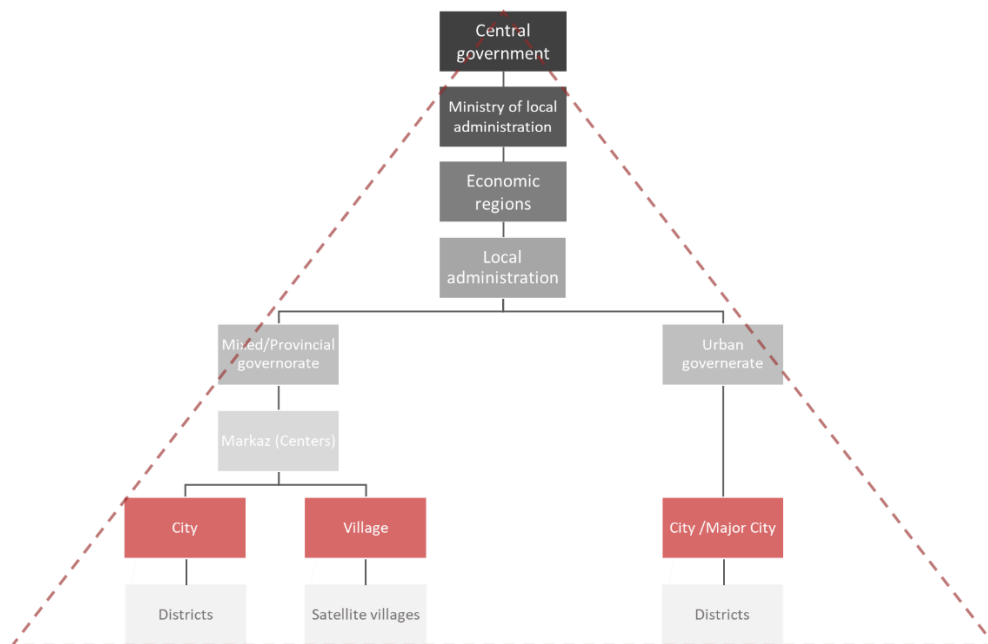 Central
government
Ministry of local
administration
Economic
regions
Local
administration
Mixed/Provincial
governorate
Urban
governerate
Markaz (Centers)
City
Village
City /Major City
Districts
Satellite villages
Districts